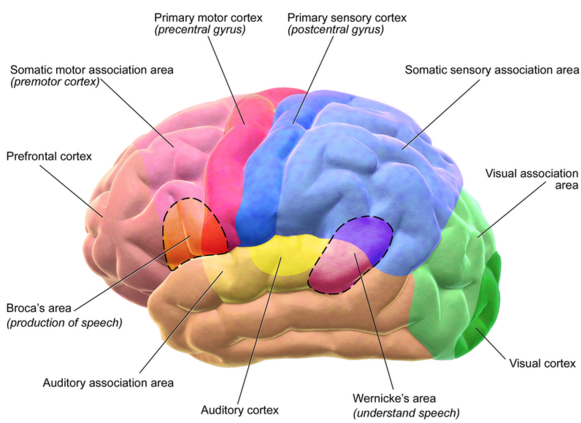 Primary motor cortex
(precentral gyrus)
Primary sensory cortex
(postcentral gyrus)
Somatic motor association area
(premotor cortex)
Somatic sensory association area
Prefrontal cortex
Visual association
area
Broca's area
(production of speech)
Visual cortex
Auditory association area
Auditory cortex
Wernicke's area
(understand speech)